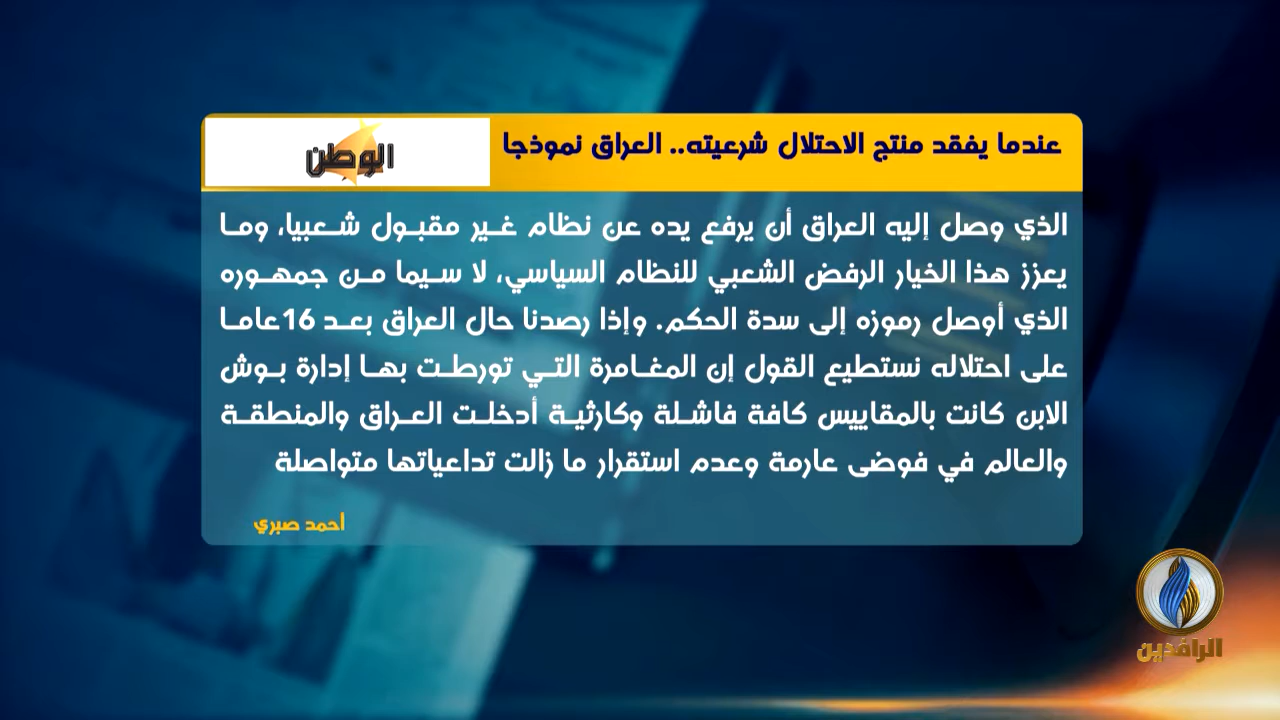 عندما يفقد منتج الاحتلال شرعيته.. العراق نموذجا
الوطن
الذي وصل إليه العراق أن يرفع يده عن نظام غير مقبول شعبيا، وما
يعزز هذا الخيار الرفض الشعبي للنظام السياسي، لا سيما من جمهوره
الذي أوصل رموزه إلى سدة الحكم. وإذا رصدنا حال العراق بعد 16عاما
على احتلاله نستطيع القول إن المغامرة التي تورطت بها إدارة بوش
الابن كانت بالمقاييس كافة فاشلة وكارثية أدخلت العراق والمنطقة
والعالم في فوضى عارمة وعدم استقرار ما زالت تداعياتها متواصلة
أحمد صبري
الرافدين